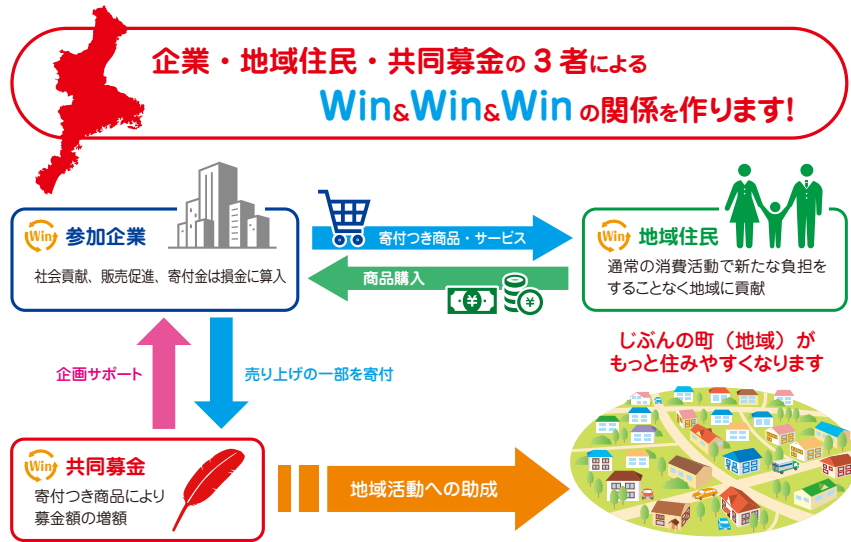 企業・地域住民・共同募金の3者による
Win&Win&Winの関係を作ります!
Win 参加企業
社会貢献、販売促進、寄付金は損金に算入
寄付つき商品・サービス
商品購入
¥
¥
Win 地域住民
通常の消費活動で新たな負担を
することなく地域に貢献
企画サポート
売り上げの一部を寄付
じぶんの町（地域）が
もっと住みやすくなります
Win 共同募金
寄付つき商品により
募金額の増額
地域活動への助成